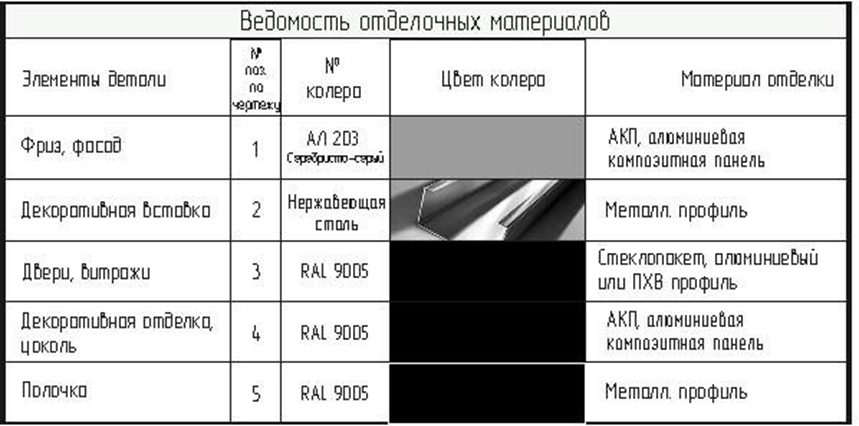 Ведомость отделочных материалов
Элементы детали
№
поз.
по
чертежу
№
колера
Цвет колера
Материал отделки
Фриз, фасад
1
АЛ 203
Серебристо-серый
АКП, алюминиевая
композитная панель
Декоративная вставка
2
Нержавеющая
сталь
Металл. профиль
Двери, витражи
3
RAL 9005
Стеклопакет, алюминиевый
или ПХВ профиль
Декоративная отделка,
цоколь
4
RAL 9005
АКП, алюминиевая
композитная панель
Полочка
5
RAL 9005
Металл. профиль